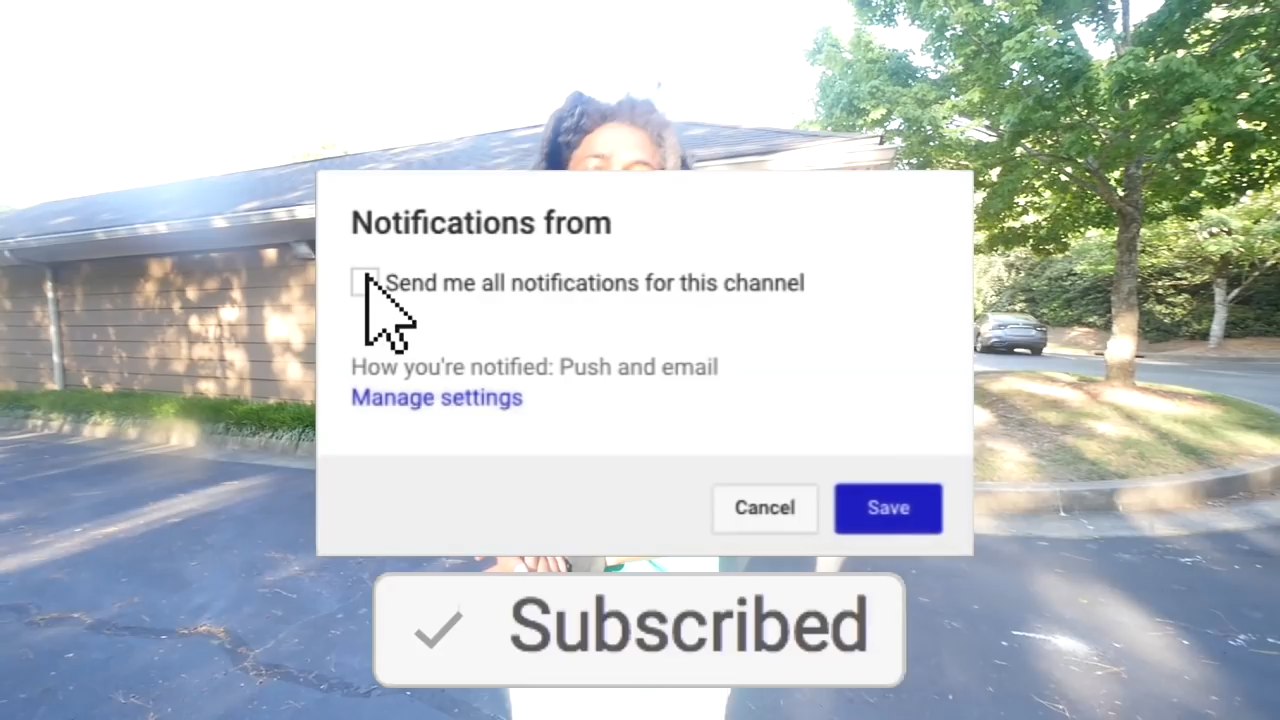 Notifications from
Send me all notifications for this channel
How you're notified: Push and email
Manage settings
Cancel
Save
Subscribed